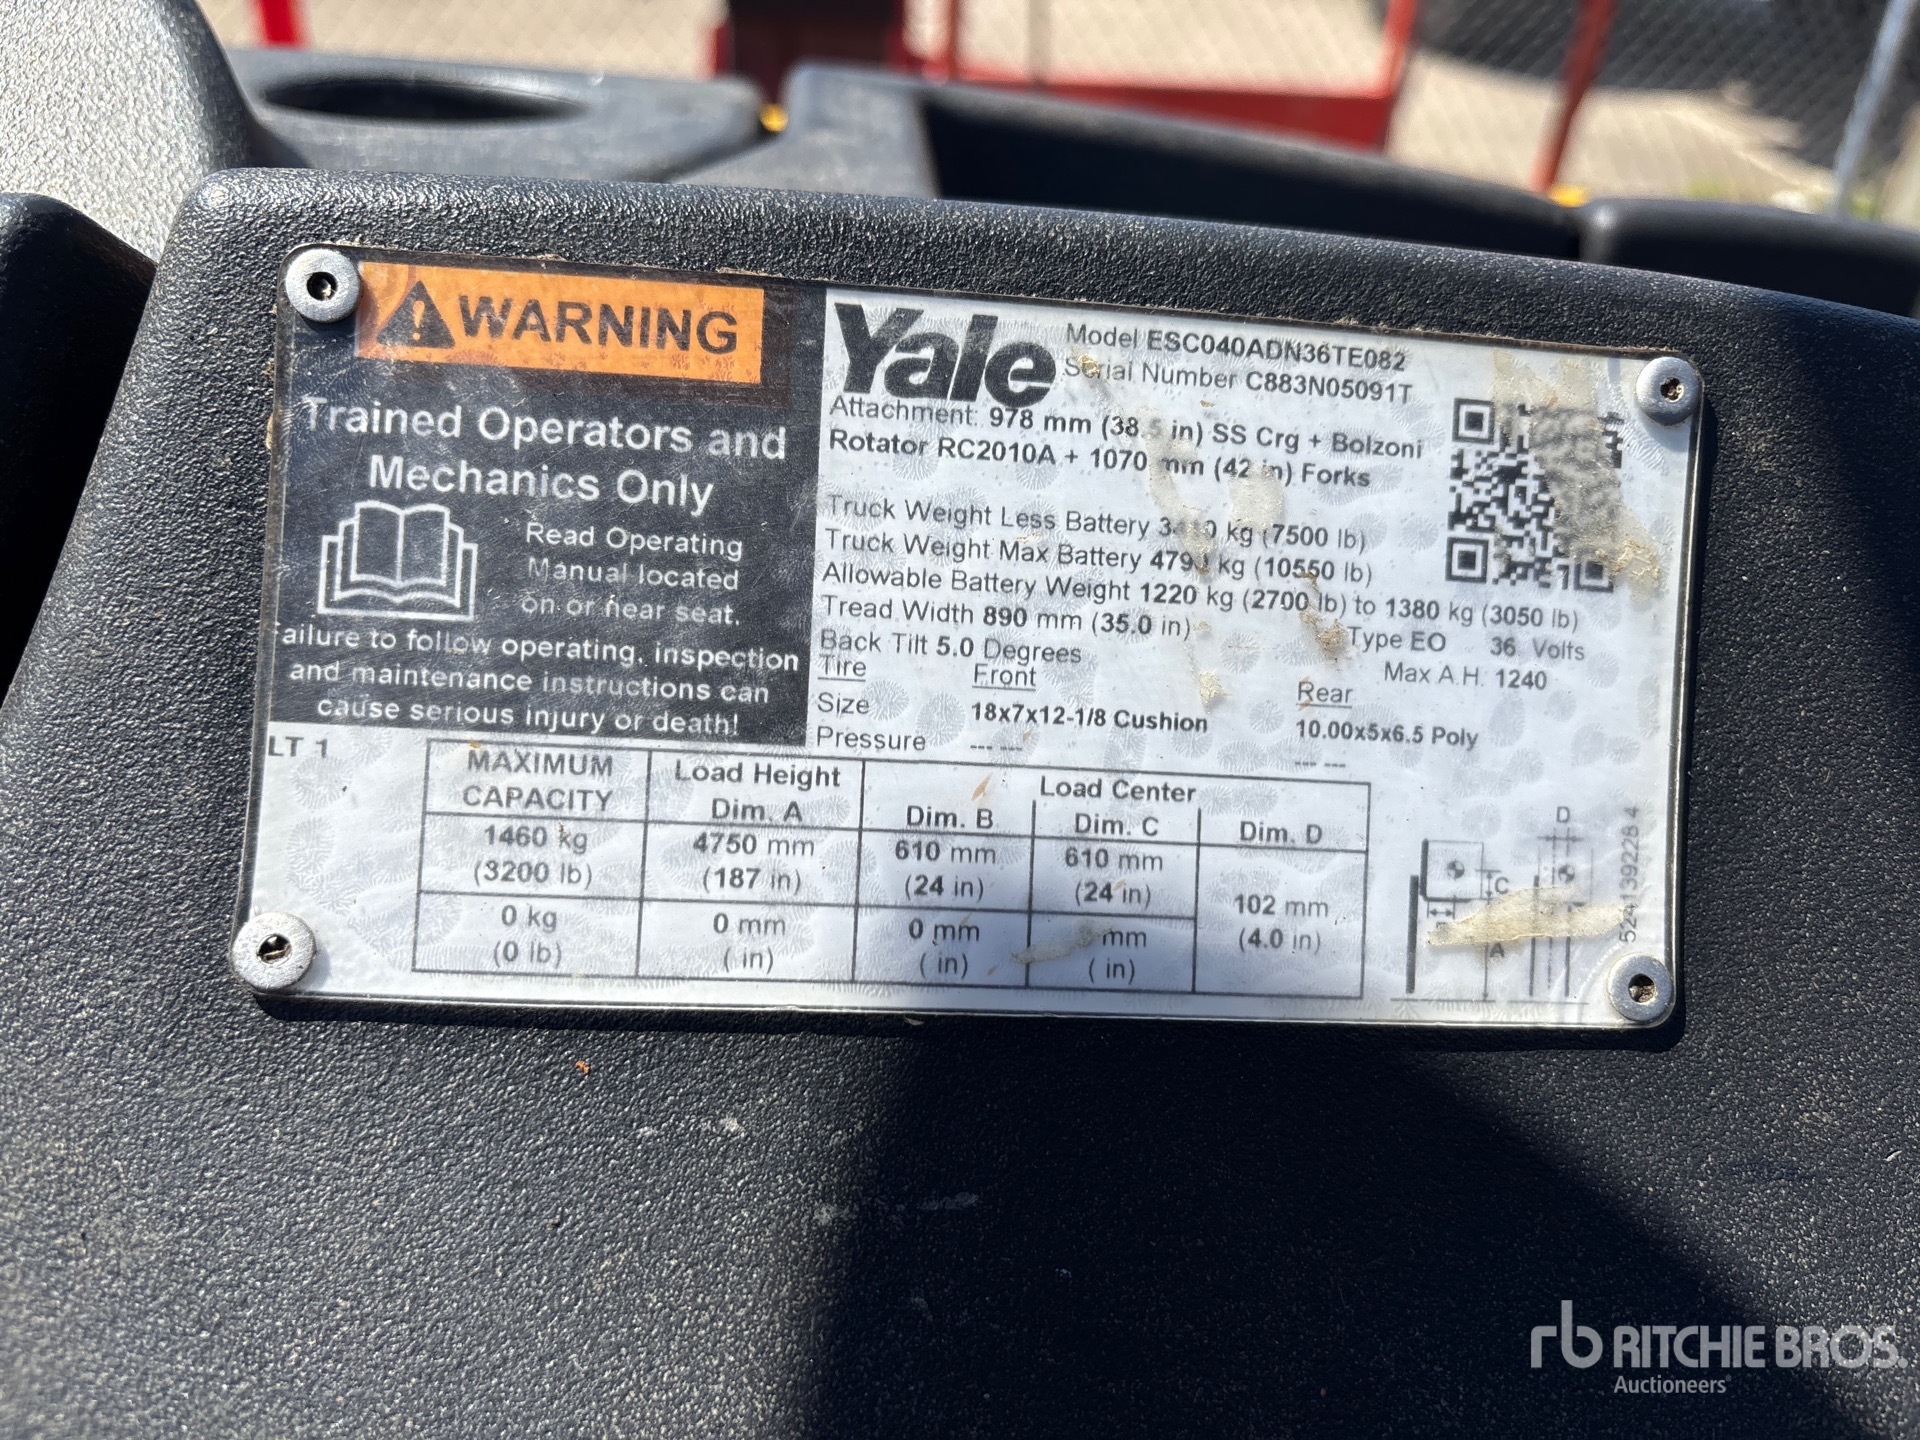 WARNING
Trained Operators and
Mechanics Only
Read Operating
Manual located
on or near seat.
ailure to follow operating, inspection
and maintenance instructions can
cause serious injury or death!
Yale
Model ESC040ADN36TE082
Serial Number C883N05091T
Attachment: 978 mm (38.5 in) SS Crg + Bolzoni
Rotator RC2010A + 1070 mm (42 in) Forks
Truck Weight Less Battery kg (7500 lb)
Truck Weight Max Battery kg (10550 lb)
Allowable Battery Weight 1220 kg (2700 lb) to 1380 kg (3050 lb)
Tread Width 890 mm (35.0 in)
Type EO 36 Volts
Back Tilt 5.0 Degrees
Max A.H. 1240
Tire Front Rear
Size 18x7x12-1/8 Cushion 10.00x5x6.5 Poly
Pressure --- --- --- ---
LT 1
MAXIMUM CAPACITY Load Height Load Center
Dim. A Dim. B Dim. C Dim. D
1460 kg 4750 mm 610 mm 610 mm
(3200 lb) (187 in) (24 in) (24 in)
102 mm
(4.0 in)
0 kg 0 mm 0 mm mm
(0 lb) ( in) ( in) ( in)
D
C
A
524139228 4
rb RITCHIE BROS.
Auctioneers